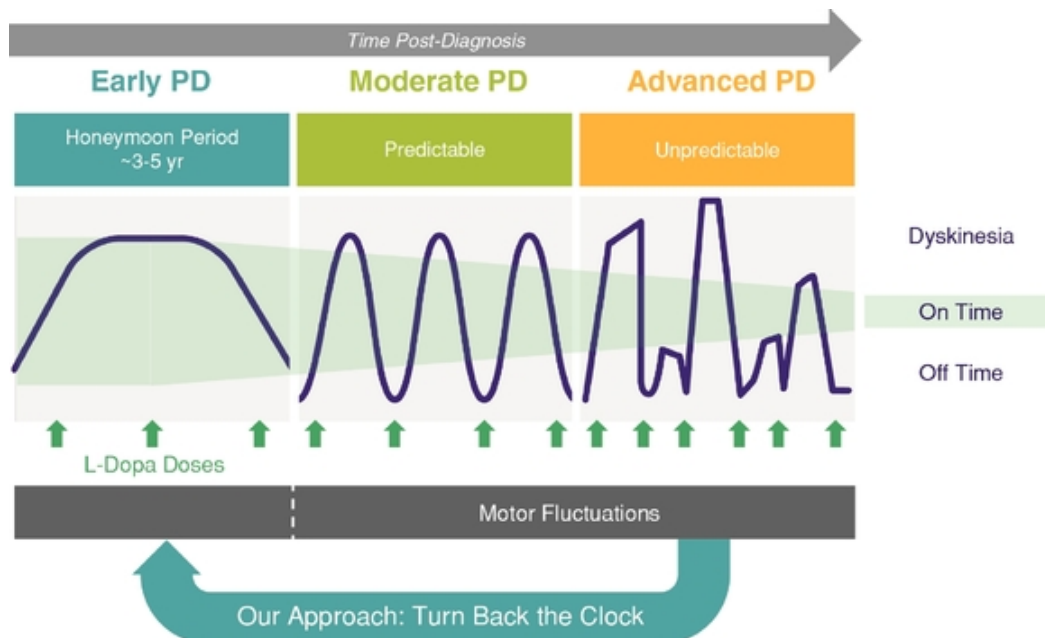 Time Post-Diagnosis
Early PD
Moderate PD
Advanced PD
Honeymoon Period
~3-5 yr
Predictable
Unpredictable
Dyskinesia
On Time
Off Time
L-Dopa Doses
Motor Fluctuations
Our Approach: Turn Back the Clock